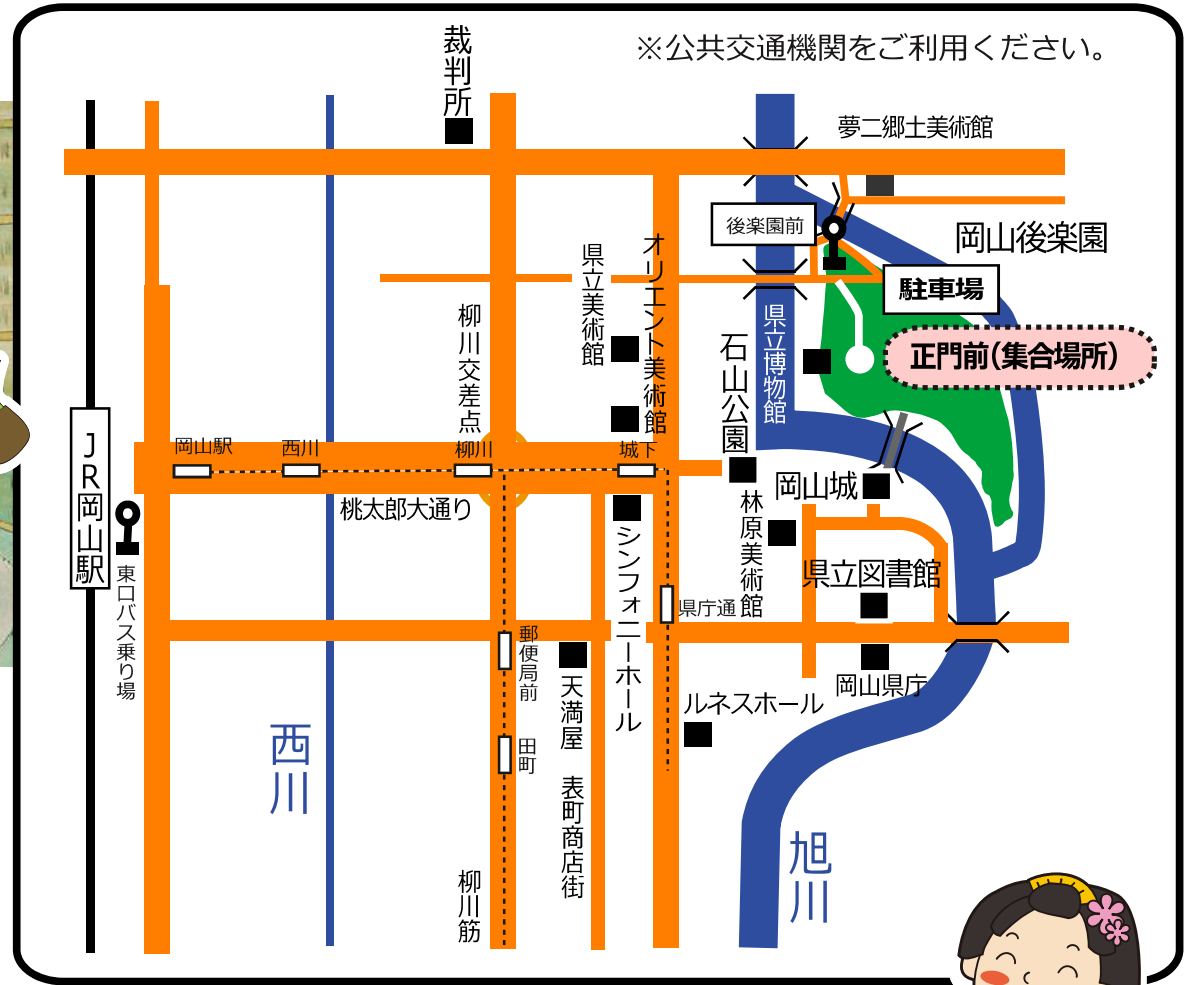 ※公共交通機関をご利用ください。
裁判所
夢二郷土美術館
後楽園前
岡山後楽園
県立美術館
オリエント美術館
駐車場
柳川交差点
石山公園
県立博物館
正門前(集合場所)
JR岡山駅
岡山駅
西川
柳川
城下
桃太郎大通り
岡山城
林原美術館
シンフォニーホール
東口バス乗り場
県立図書館
県庁通
郵便局前
天満屋
表町商店街
岡山県庁
ルネスホール
西川
田町
旭川
柳川筋